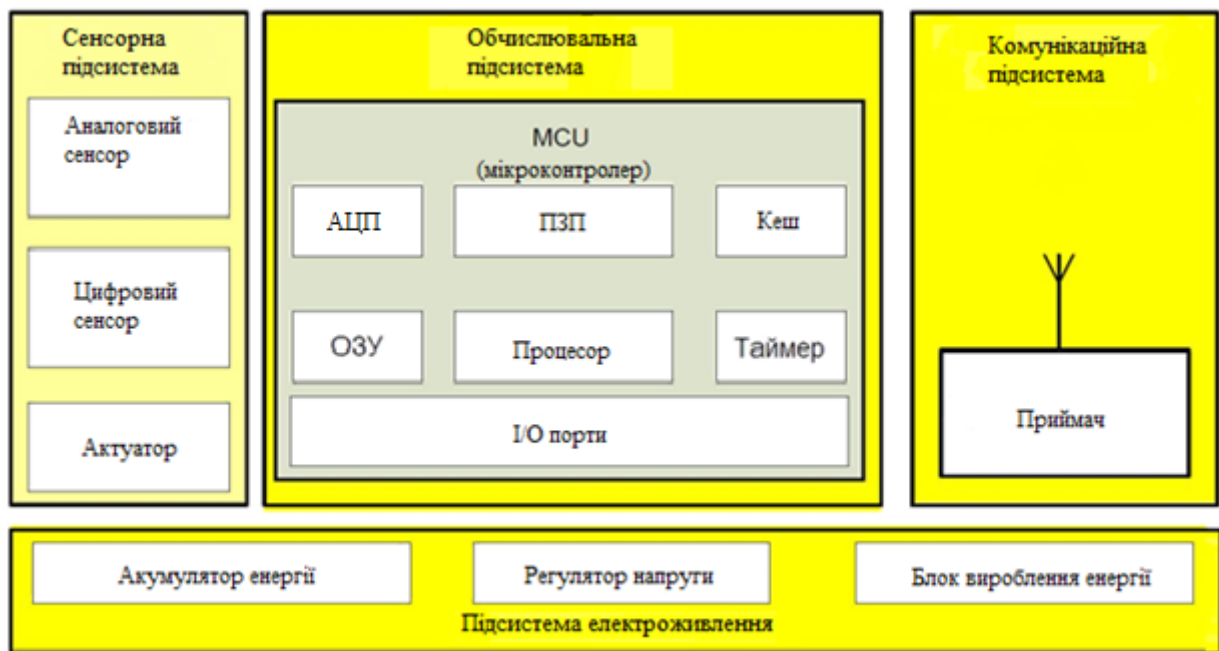 Сенсорна
підсистема
Аналоговий
сенсор
Цифровий
сенсор
Актуатор
Обчислювальна
підсистема
MCU
(мікроконтролер)
АЦП
ПЗП
Кеш
ОЗУ
Процесор
Таймер
I/O порти
Комунікаційна
підсистема
Приймач
Акумулятор енергії
Регулятор напруги
Блок вироблення енергії
Підсистема електроживлення